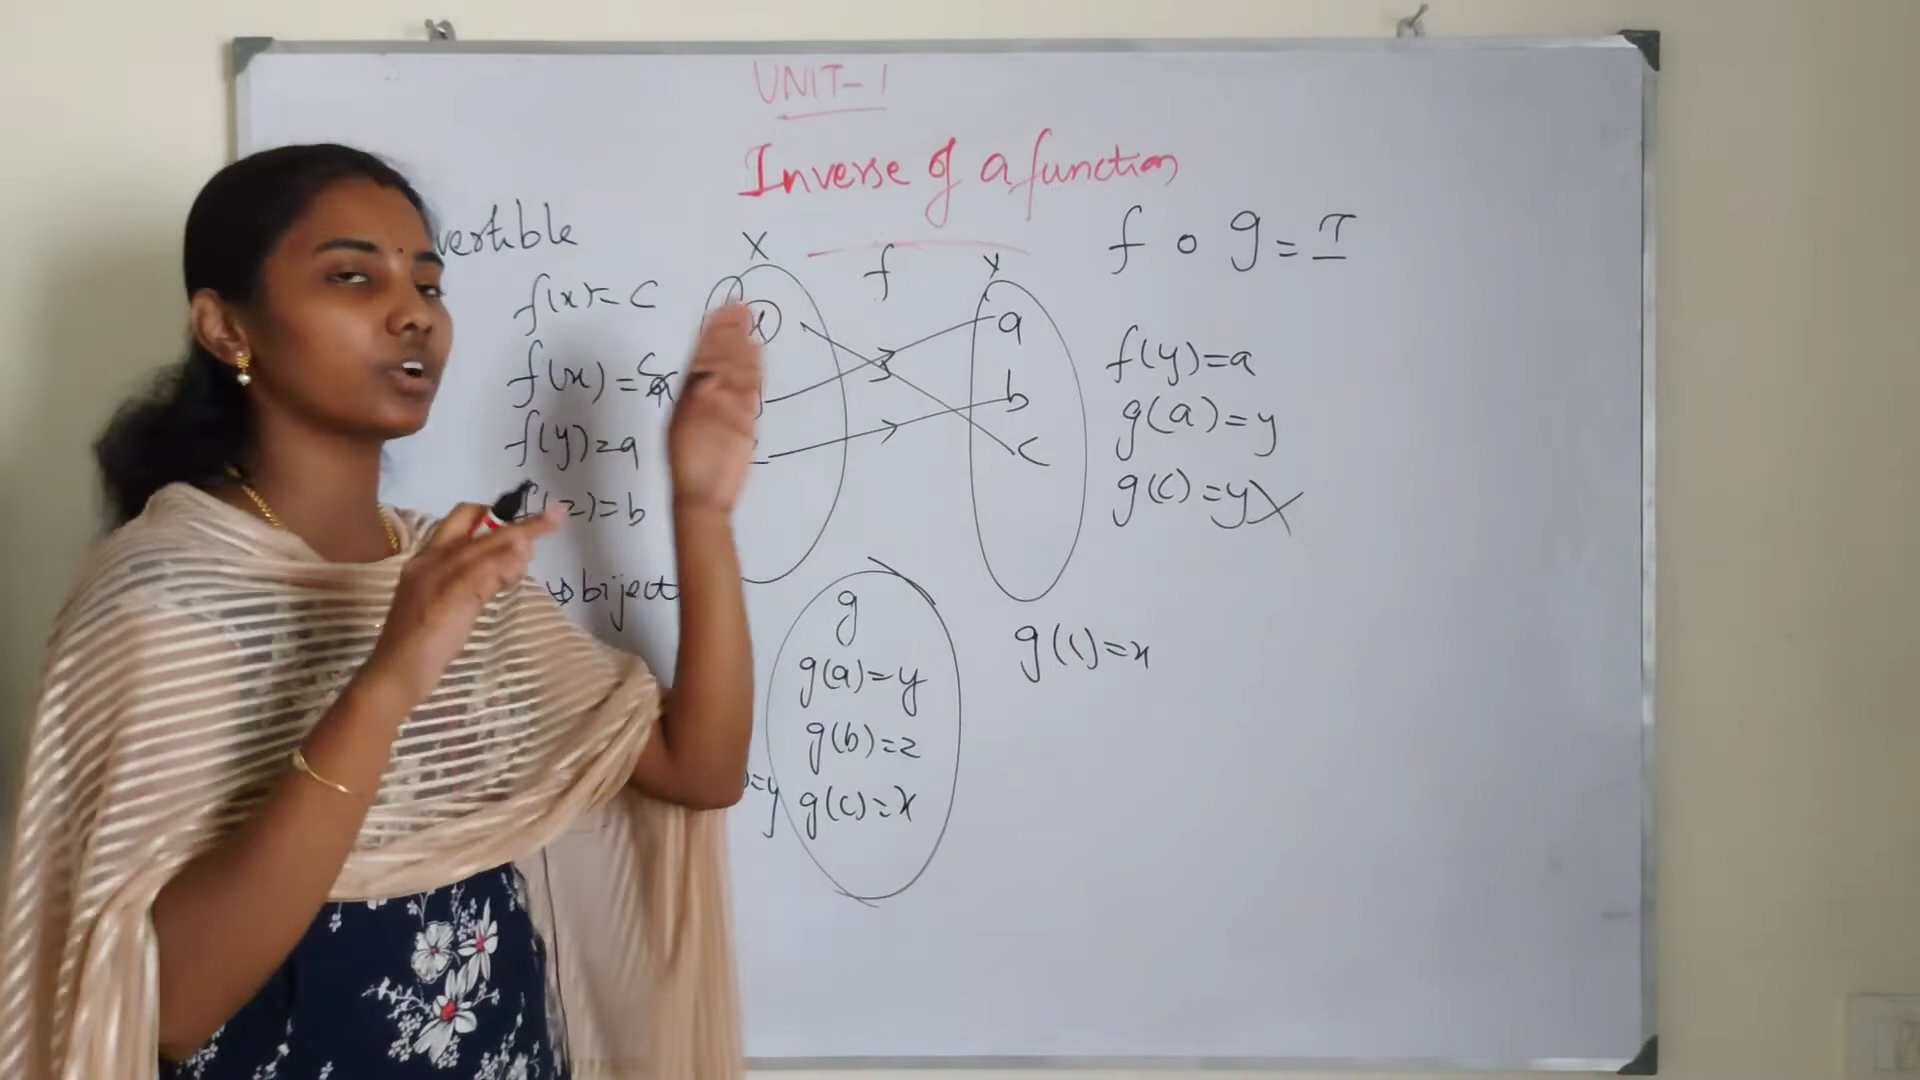 UNIT-1
Inverse of a function
vertible
f(x)=c
f(x)=c
f(y)=a
f(z)=b
biject
X
f
Y
a
b
c
f o g = I
f(y)=a
g(a)=y
g(c)=y X
g
g(a)=y
g(b)=z
g(c)=x
g(c)=x
=y